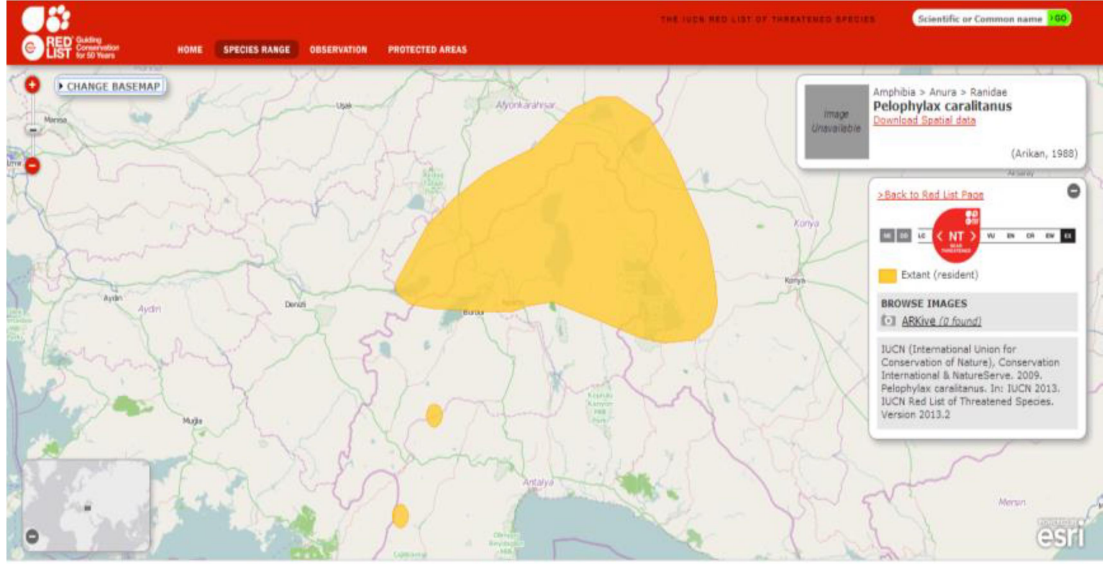 RED LIST
Guiding Conservation for 50 Years
HOME SPECIES RANGE OBSERVATION PROTECTED AREAS
THE IUCN RED LIST OF THREATENED SPECIES
Scientific or Common name >GO
CHANGE BASEMAP
Manisa
Uşak
Afyonkarahisar
Konya
Konya
Aydın
Aydın
Denizli
Burdur
Muğla
Antalya
Mersin
Image
Unavailable
Amphibia > Anura > Ranidae
Pelophylax caralitanus
Download Spatial data
(Arikan, 1988)
Aksaray
>Back to Red List Page
NE DD LC < NT > VU EN CR EW EX
NEAR
THREATENED
Extant (resident)
BROWSE IMAGES
ARKive (0 found)
IUCN (International Union for
Conservation of Nature), Conservation
International & NatureServe. 2009.
Pelophylax caralitanus. In: IUCN 2013.
IUCN Red List of Threatened Species.
Version 2013.2
esri